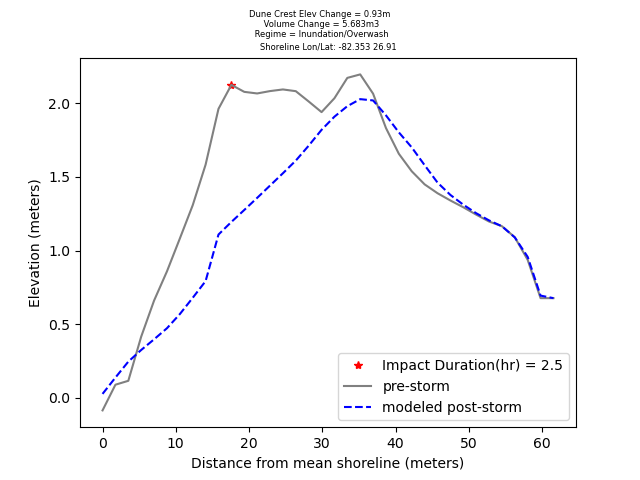 Dune Crest Elev Change = 0.93m
Volume Change = 5.683m3
Regime = Inundation/Overwash
Shoreline Lon/Lat: -82.353 26.91
2.0
1.5
1.0
0.5
0.0
Elevation (meters)
Impact Duration(hr) = 2.5
pre-storm
modeled post-storm
0 10 20 30 40 50 60
Distance from mean shoreline (meters)